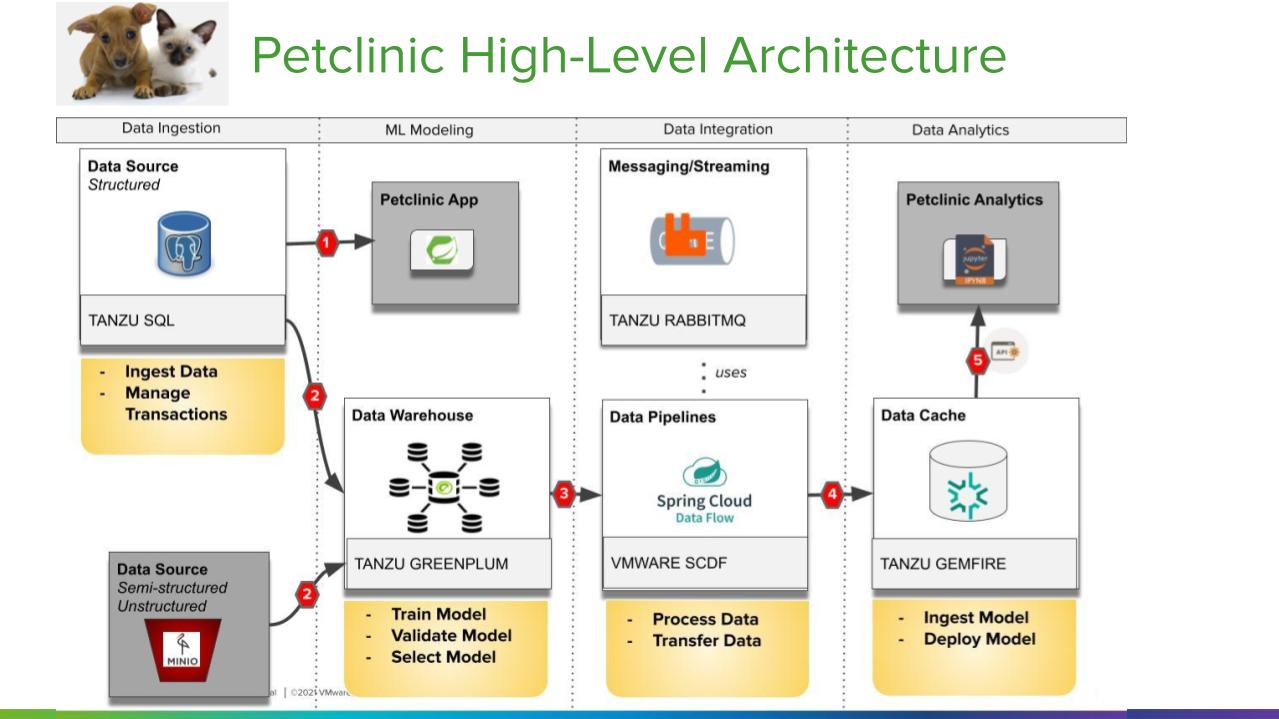 Petclinic High-Level Architecture
Data Ingestion
ML Modeling
Data Integration
Data Analytics
Data Source
Structured
TANZU SQL
- Ingest Data
- Manage
Transactions
1
2
Data Source
Semi-structured
Unstructured
MINIO
2
Petclinic App
Data Warehouse
TANZU GREENPLUM
- Train Model
- Validate Model
- Select Model
3
Messaging/Streaming
TANZU RABBITMQ
uses
Data Pipelines
Spring Cloud
Data Flow
VMWARE SCDF
- Process Data
- Transfer Data
4
Petclinic Analytics
jupyter
IPYNB
5
API
Data Cache
TANZU GEMFIRE
- Ingest Model
- Deploy Model
al | ©2021 VMware